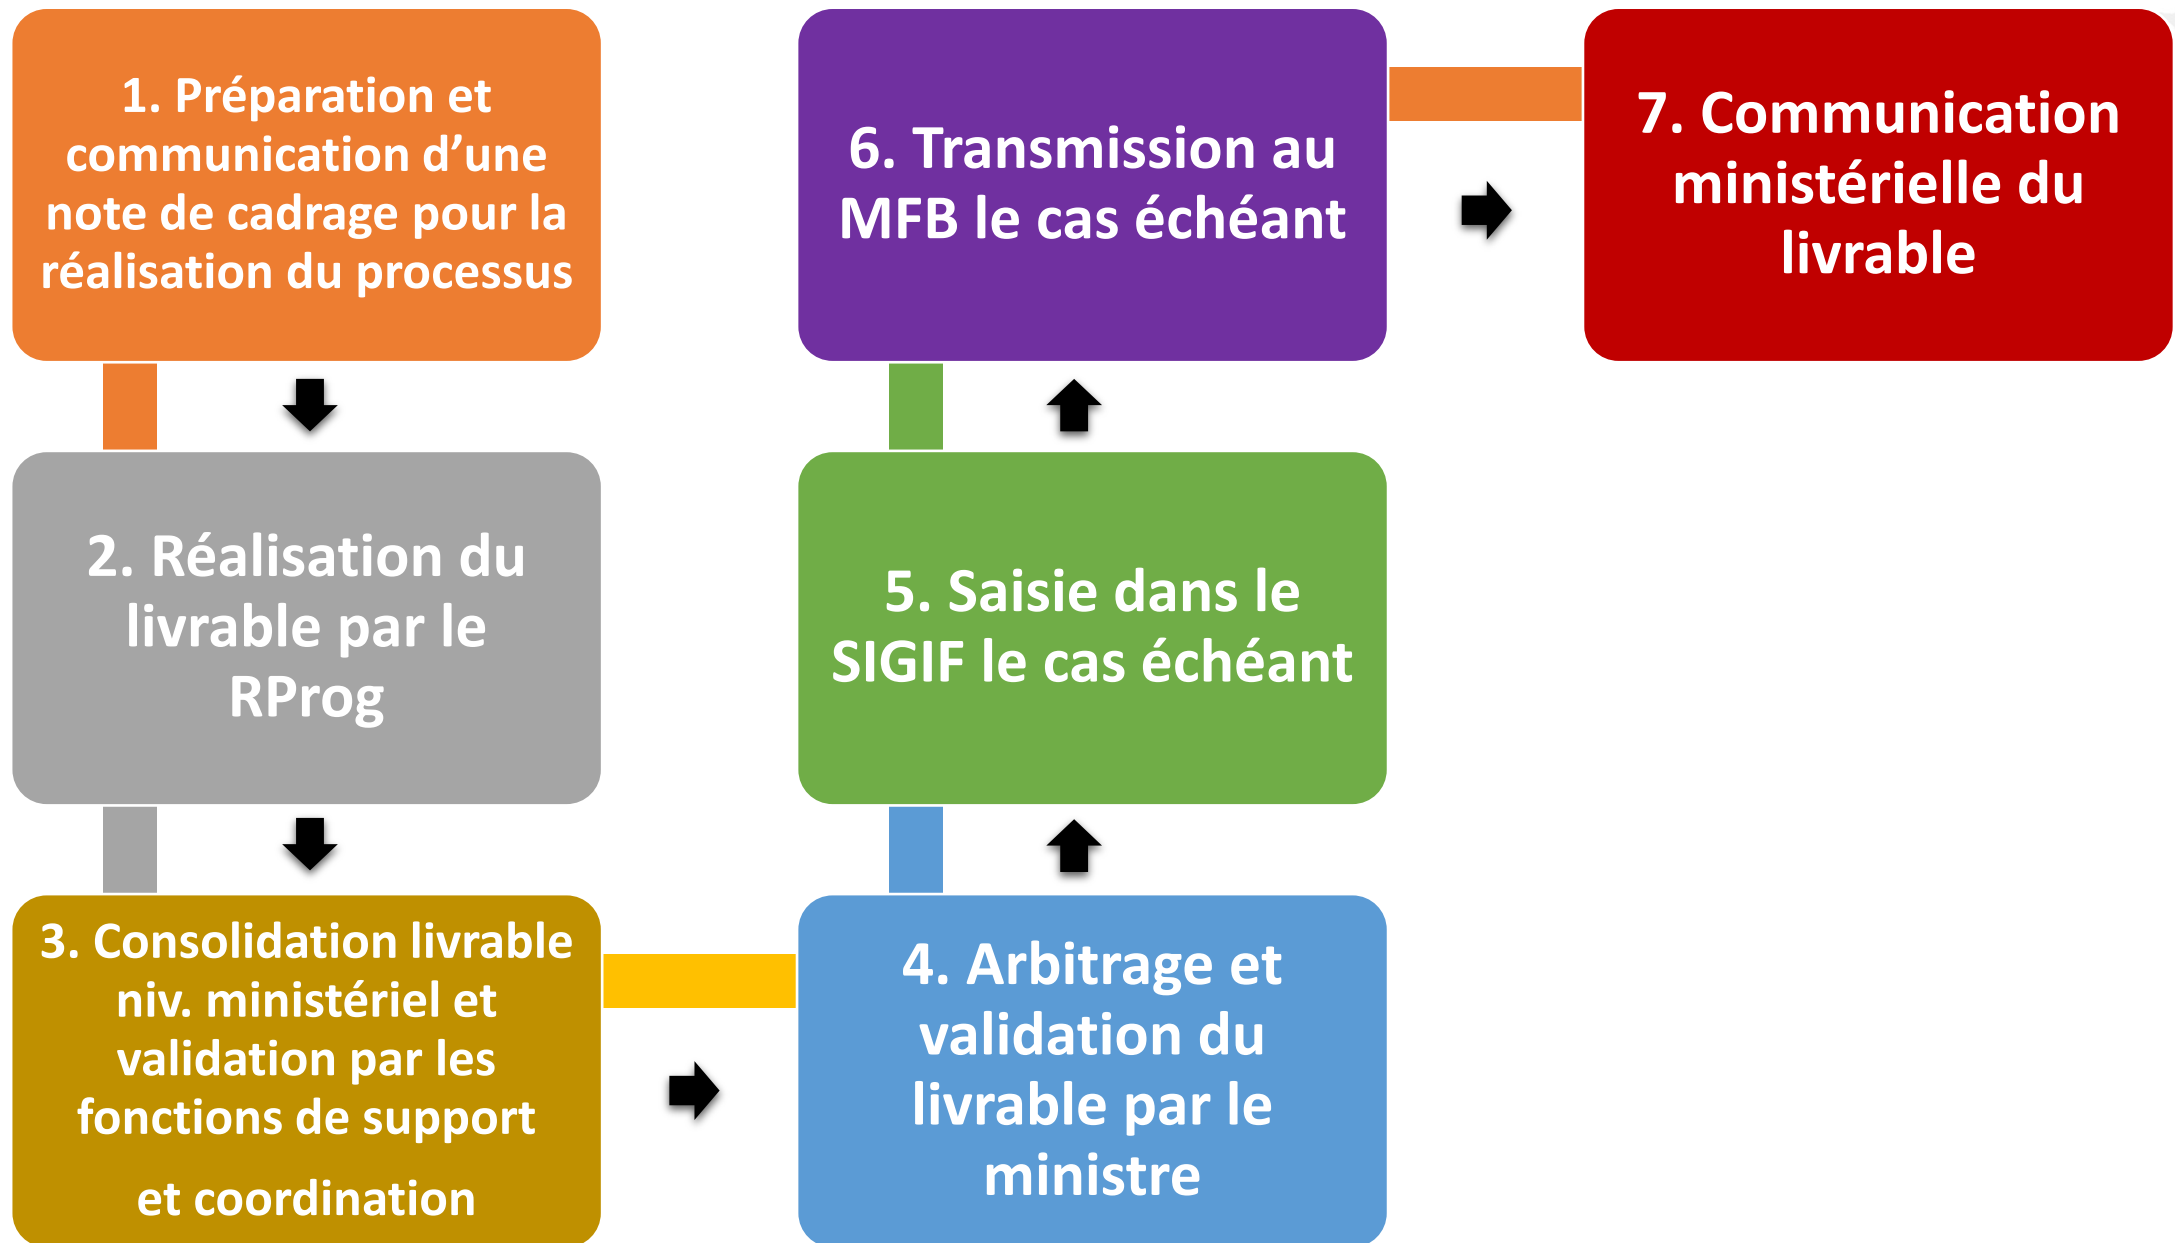 1. Préparation et
communication d’une
note de cadrage pour la
réalisation du processus
2. Réalisation du
livrable par le
RProg
3. Consolidation livrable
niv. ministériel et
validation par les
fonctions de support
et coordination
4. Arbitrage et
validation du
livrable par le
ministre
5. Saisie dans le
SIGIF le cas échéant
6. Transmission au
MFB le cas échéant
7. Communication
ministérielle du
livrable